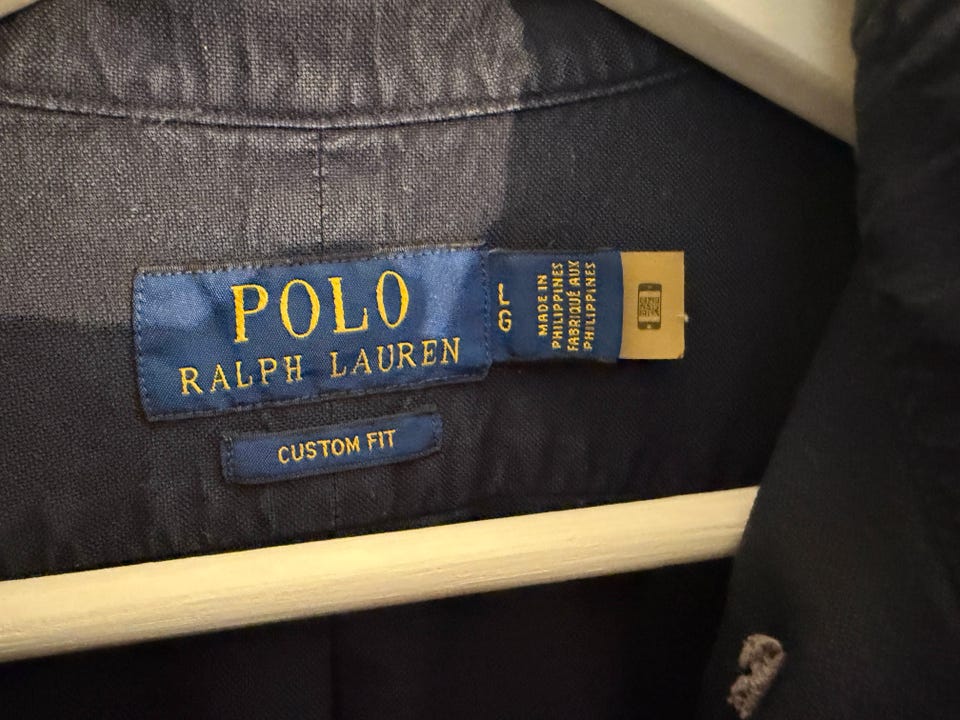 POLO
RALPH LAUREN
CUSTOM FIT
L
G
MADE IN
PHILIPPINES
FABRIQUÉ AUX
PHILIPPINES